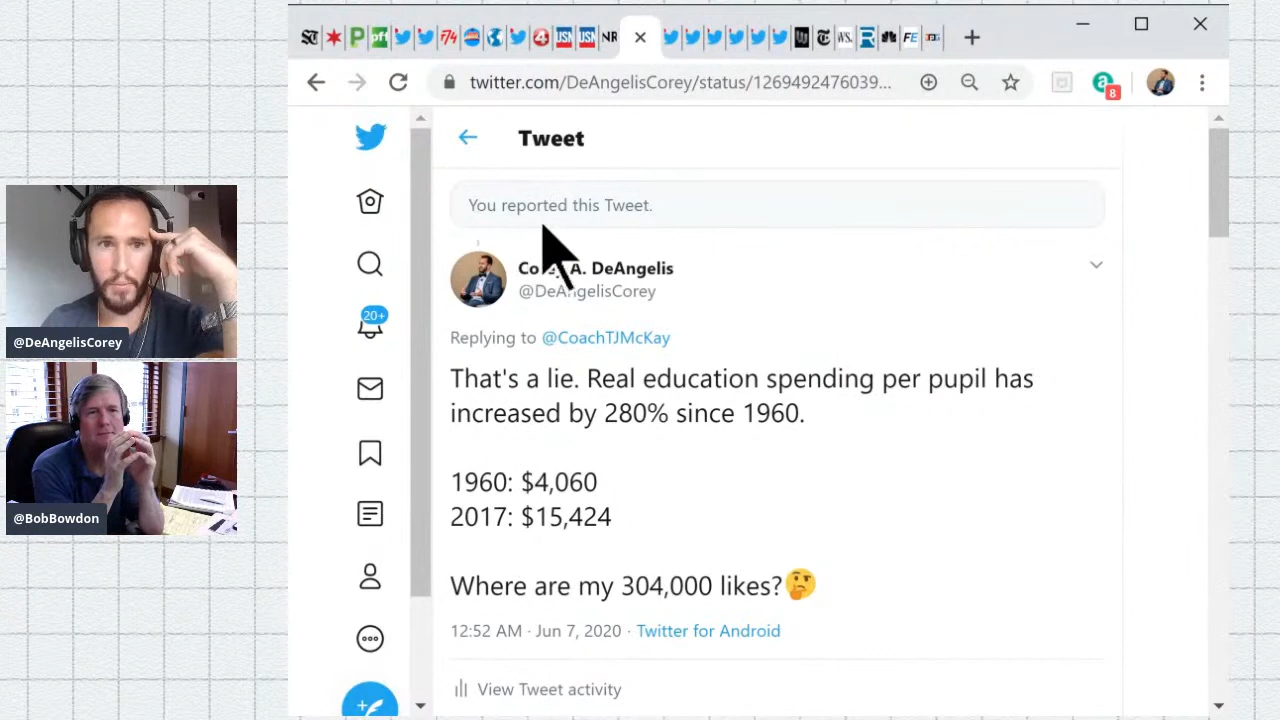 twitter.com/DeAngelisCorey/status/1269492476039...
8
Tweet
You reported this Tweet.
A. DeAngelis
@DeAngelisCorey
Replying to @CoachTJMcKay
That's a lie. Real education spending per pupil has
increased by 280% since 1960.
1960: $4,060
2017: $15,424
Where are my 304,000 likes?🤔
12:52 AM · Jun 7, 2020 · Twitter for Android
View Tweet activity
20+
@DeAngelisCorey
@BobBowdon